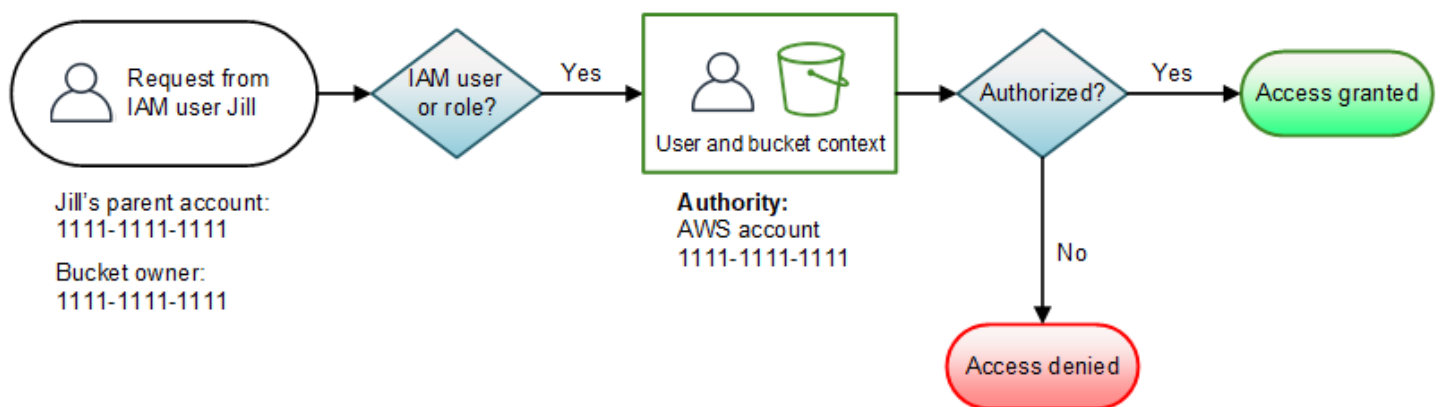 Request from
IAM user Jill
IAM user
or role?
Yes
User and bucket context
Authorized?
Yes
Access granted
Jill's parent account:
1111-1111-1111
Bucket owner:
1111-1111-1111
Authority:
AWS account
1111-1111-1111
No
Access denied